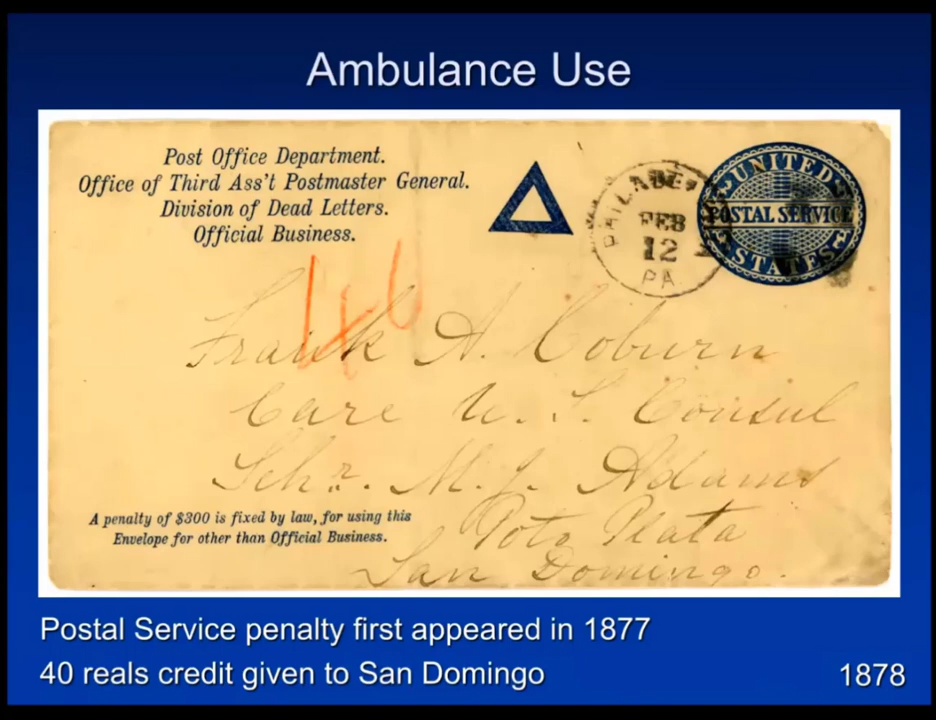 Ambulance Use
Post Office Department.
Office of Third Ass't Postmaster General.
Division of Dead Letters.
Official Business.
PHILADE
FEB
12
PA
UNITED
POSTAL SERVICE
STATES
40
Frank A. Coburn
Care U. S. Consul
Schr. M. J. Adams
Poto Plata
San Domingo.
A penalty of $300 is fixed by law, for using this
Envelope for other than Official Business.
Postal Service penalty first appeared in 1877
40 reals credit given to San Domingo
1878